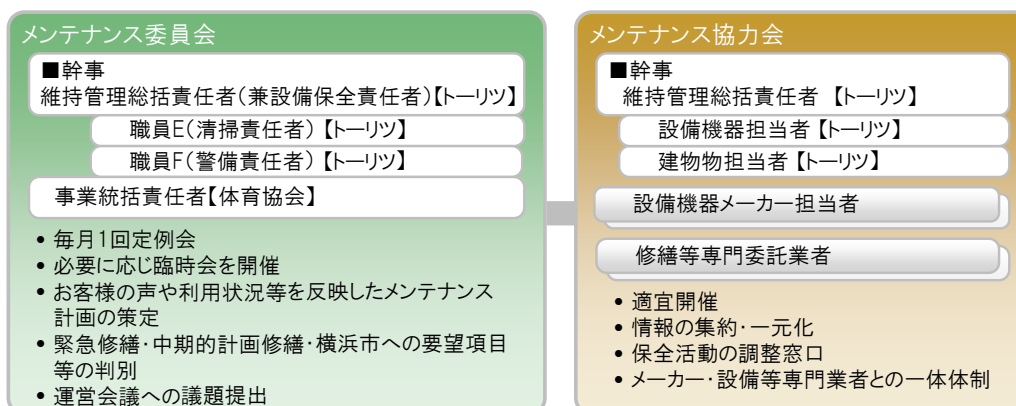 メンテナンス委員会
■幹事
維持管理総括責任者(兼設備保全責任者)【トーリツ】
職員E(清掃責任者)【トーリツ】
職員F(警備責任者)【トーリツ】
事業統括責任者【体育協会】
• 毎月1回定例会
• 必要に応じ臨時会を開催
• お客様の声や利用状況等を反映したメンテナンス
計画の策定
• 緊急修繕・中期的計画修繕・横浜市への要望項目
等の判別
• 運営会議への議題提出
メンテナンス協力会
■幹事
維持管理総括責任者 【トーリツ】
設備機器担当者【トーリツ】
建物物担当者【トーリツ】
設備機器メーカー担当者
修繕等専門委託業者
• 適宜開催
• 情報の集約・一元化
• 保全活動の調整窓口
• メーカー・設備等専門業者との一体体制